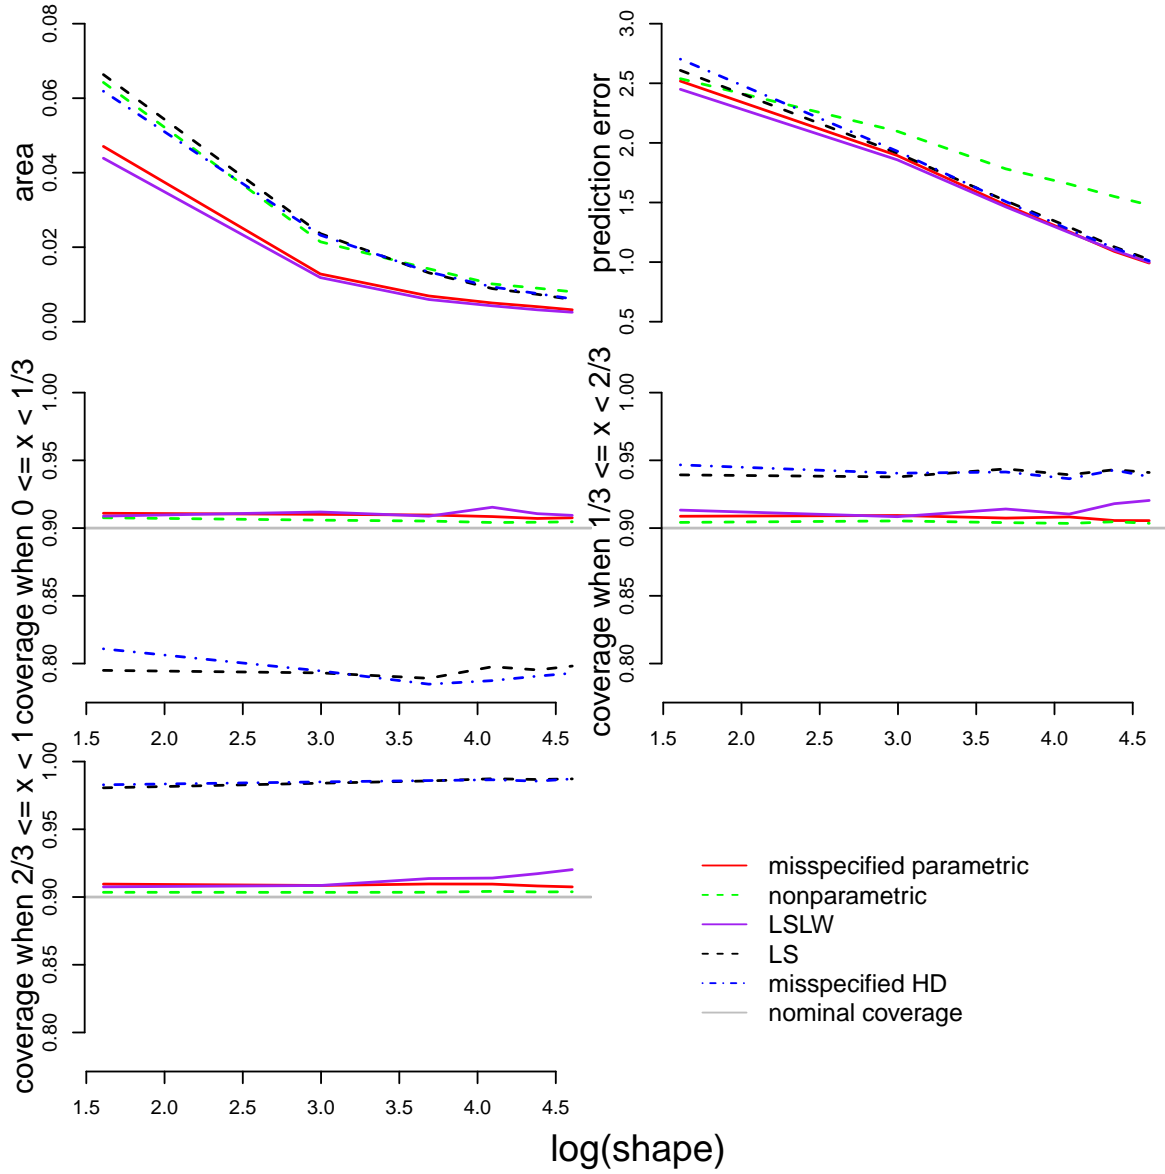 area
0.00 0.02 0.04 0.06 0.08
prediction error
0.5 1.0 1.5 2.0 2.5 3.0
coverage when 0 <= x < 1/3
0.80 0.85 0.90 0.95 1.00
1.5 2.0 2.5 3.0 3.5 4.0 4.5
coverage when 1/3 <= x < 2/3
0.80 0.85 0.90 0.95 1.00
1.5 2.0 2.5 3.0 3.5 4.0 4.5
coverage when 2/3 <= x < 1
0.80 0.85 0.90 0.95 1.00
1.5 2.0 2.5 3.0 3.5 4.0 4.5
misspecified parametric
nonparametric
LSLW
LS
misspecified HD
nominal coverage
log(shape)